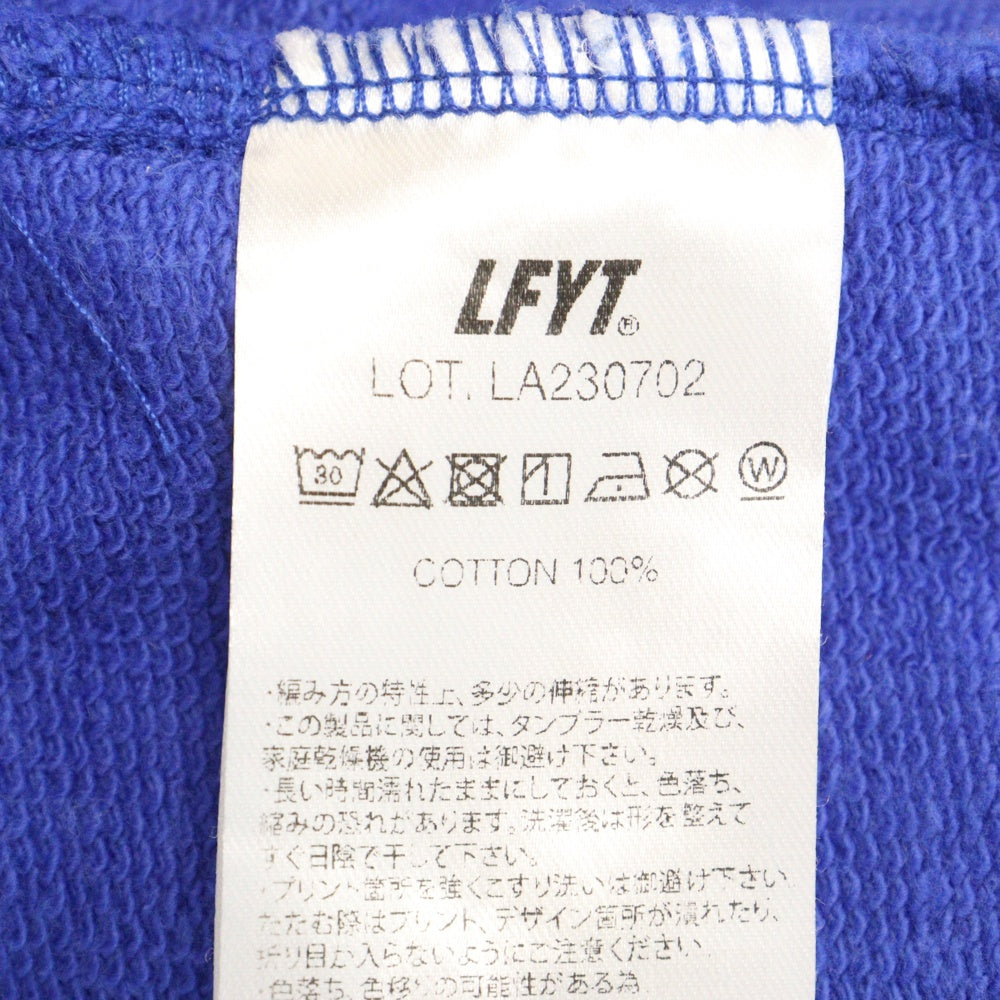 LFYT®
LOT. LA230702
30
W
COTTON 100%
・編み方の特性上、多少の伸縮があります。
・この製品に関しては、タンブラー乾燥及び、
家庭乾燥機の使用は御避け下さい。
・長い時間濡れたままにしておくと、色落ち、
縮みの恐れがあります。洗濯後は形を整えて
すぐ日陰で干して下さい。
・プリント箇所を強くこすり洗いは御避け下さい
たたむ際はプリント、デザイン箇所が潰れたり、
折り目が入らないようにご注意ください。
・色落ち、色移りの可能性がある為